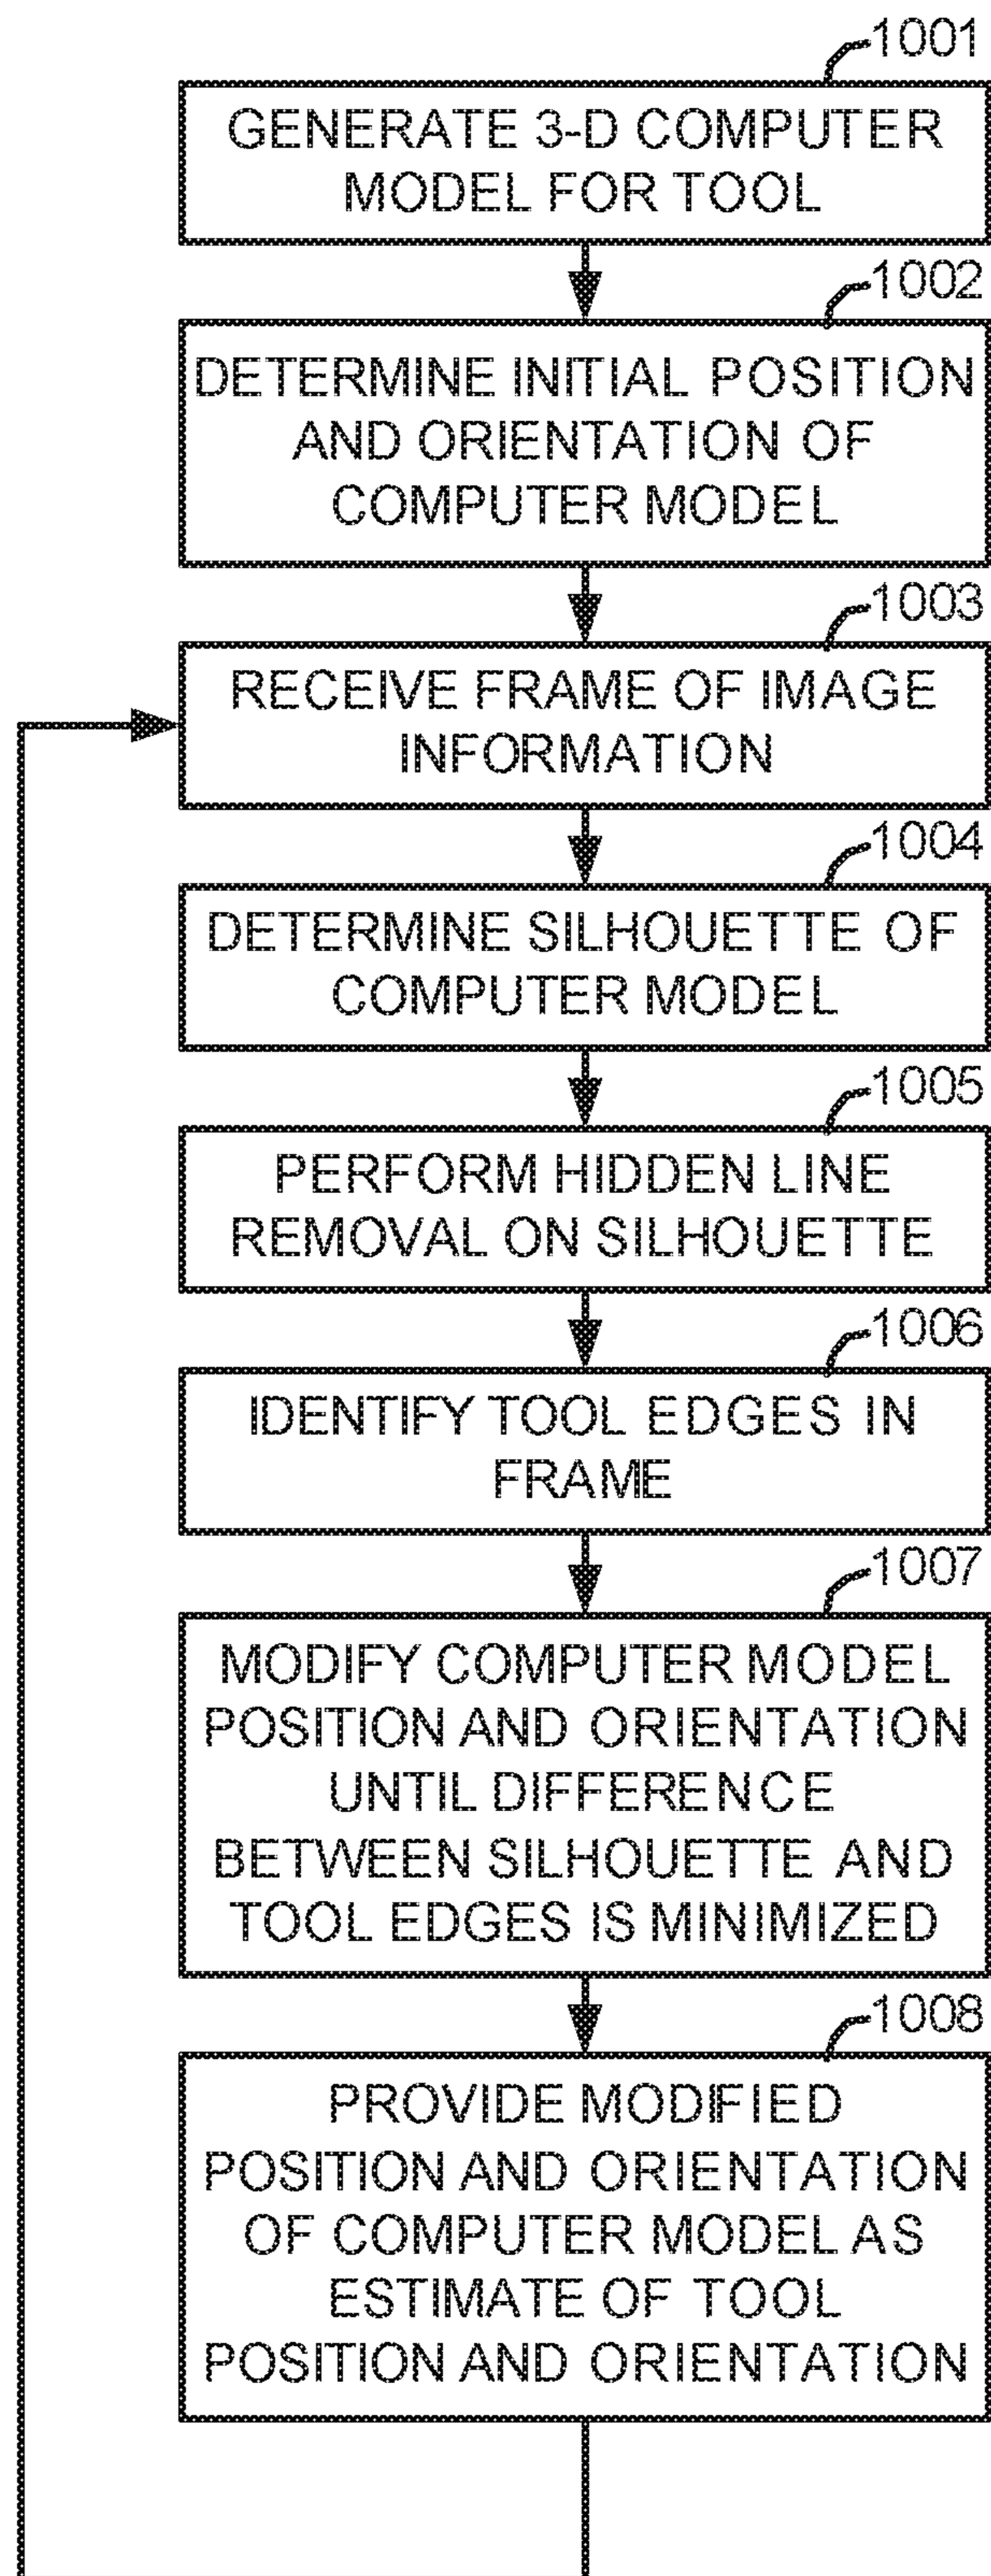 1001
GENERATE 3-D COMPUTER
MODEL FOR TOOL
1002
DETERMINE INITIAL POSITION
AND ORIENTATION OF
COMPUTER MODEL
1003
RECEIVE FRAME OF IMAGE
INFORMATION
1004
DETERMINE SILHOUETTE OF
COMPUTER MODEL
1005
PERFORM HIDDEN LINE
REMOVAL ON SILHOUETTE
1006
IDENTIFY TOOL EDGES IN
FRAME
1007
MODIFY COMPUTER MODEL
POSITION AND ORIENTATION
UNTIL DIFFERENCE
BETWEEN SILHOUETTE AND
TOOL EDGES IS MINIMIZED
1008
PROVIDE MODIFIED
POSITION AND ORIENTATION
OF COMPUTER MODEL AS
ESTIMATE OF TOOL
POSITION AND ORIENTATION